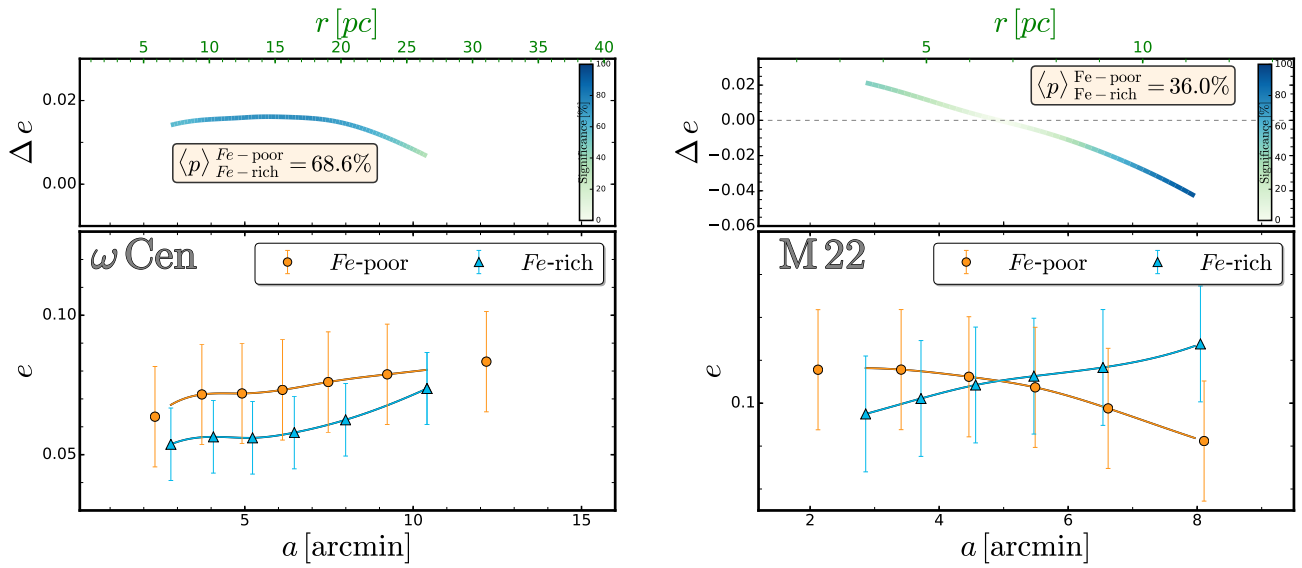 r [pc]
5 10 15 20 25 30 35 40
0.02
0.00
Δ e
⟨p⟩ Fe−poor Fe−rich = 68.6%
Significance [%]
100
80
60
40
20
0
ω Cen
Fe-poor Fe-rich
0.10
0.05
e
5 10 15
a [arcmin]
r [pc]
5 10
0.02
0.00
−0.02
−0.04
−0.06
Δ e
⟨p⟩ Fe−poor Fe−rich = 36.0%
Significance [%]
100
80
60
40
20
0
M 22
Fe-poor Fe-rich
0.1
e
2 4 6 8
a [arcmin]